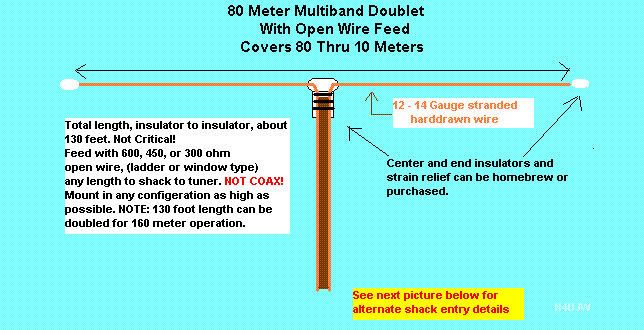 80 Meter Multiband Doublet
With Open Wire Feed
Covers 80 Thru 10 Meters
12 - 14 Gauge stranded
harddrawn wire
Total length, insulator to insulator, about
130 feet. Not Critical!
Feed with 600, 450, or 300 ohm
open wire, (ladder or window type)
any length to shack to tuner. NOT COAX!
Mount in any configeration as high as
possible. NOTE: 130 foot length can be
doubled for 160 meter operation.
Center and end insulators and
strain relief can be homebrew or
purchased.
See next picture below for
alternate shack entry details
N4UJW